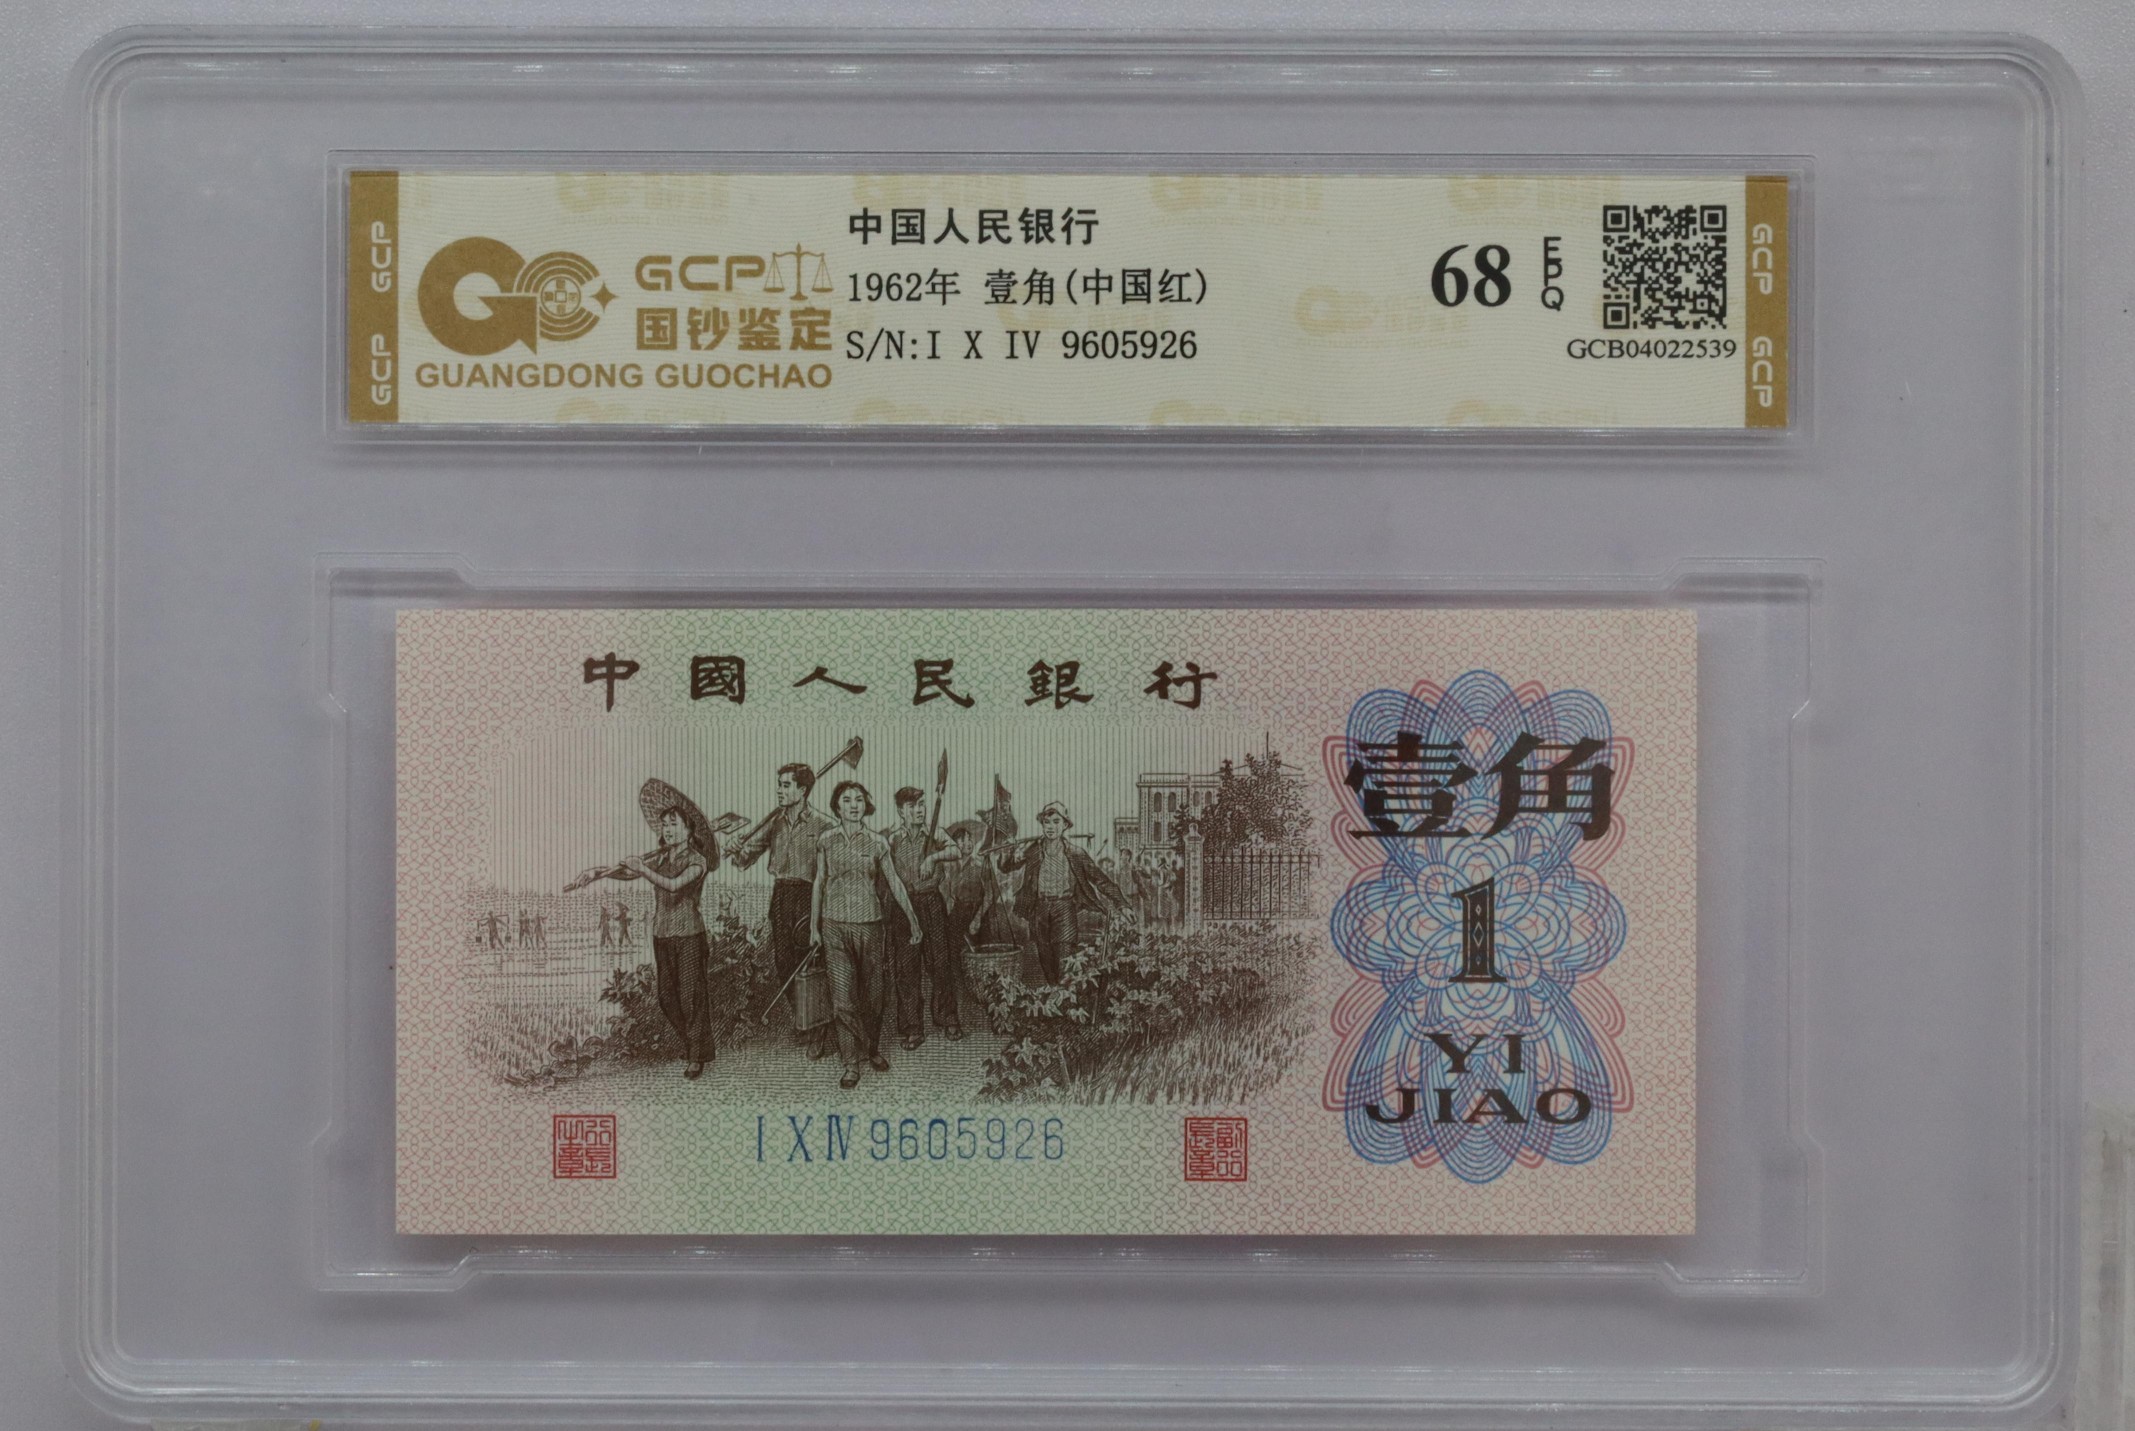 GCP GCP
GCP
国钞鉴定
GUANGDONG GUOCHAO
中国人民银行
1962年 壹角(中国红)
S/N:I X IV 9605926
68 EPQ
GCB04022539
GCP GCP
中國人民銀行
壹角
1
YI
JIAO
I X IV 9605926